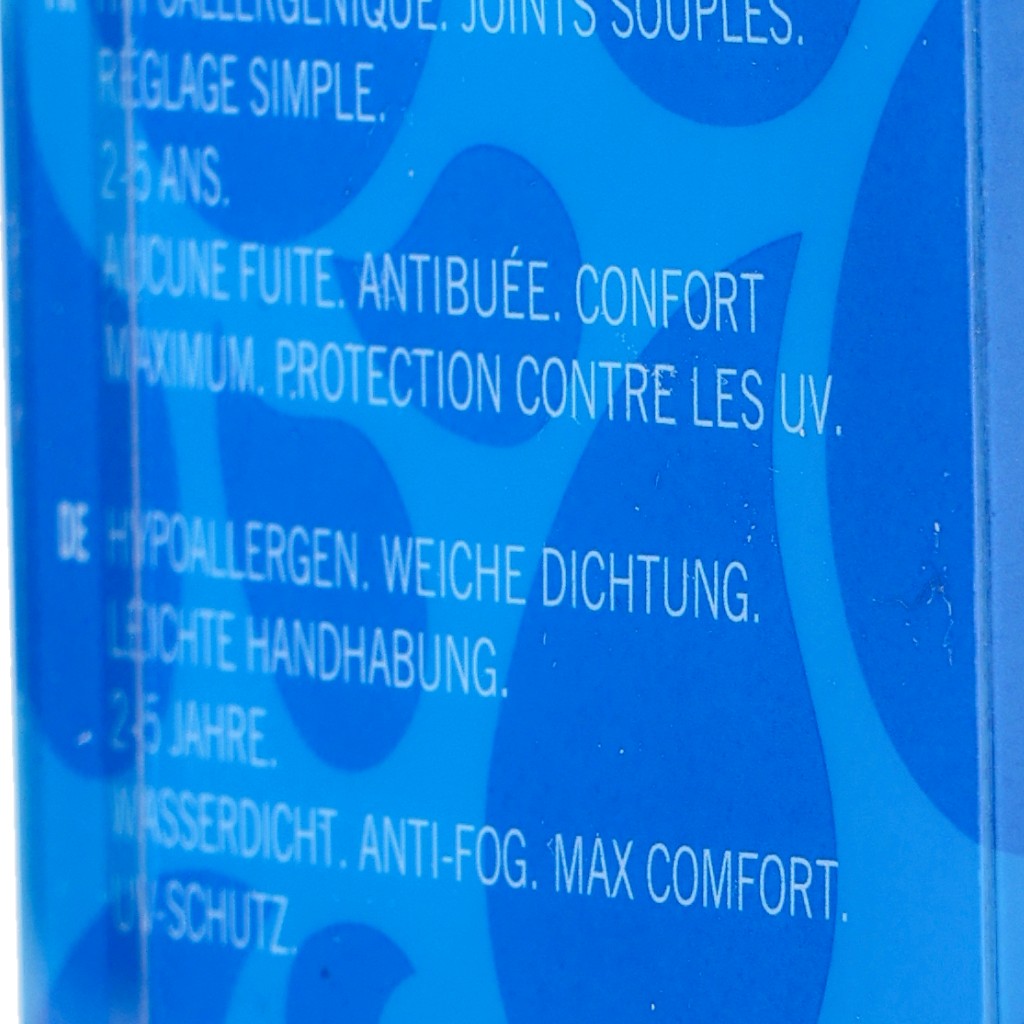 HYPOALLERGÉNIQUE. JOINTS SOUPLES.
RÉGLAGE SIMPLE.
2-5 ANS.
AUCUNE FUITE. ANTIBUÉE. CONFORT
MAXIMUM. PROTECTION CONTRE LES UV.
DE HYPOALLERGEN. WEICHE DICHTUNG.
LEICHTE HANDHABUNG.
2-5 JAHRE.
WASSERDICHT. ANTI-FOG. MAX COMFORT.
UV-SCHUTZ.